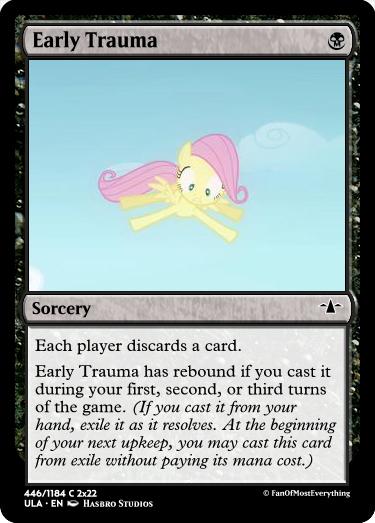 Early Trauma
Sorcery
Each player discards a card.
Early Trauma has rebound if you cast it
during your first, second, or third turns
of the game. (If you cast it from your
hand, exile it as it resolves. At the beginning
of your next upkeep, you may cast this card
from exile without paying its mana cost.)
446/1184 C 2x22
ULA • EN Hasbro Studios
© FanOfMostEverything